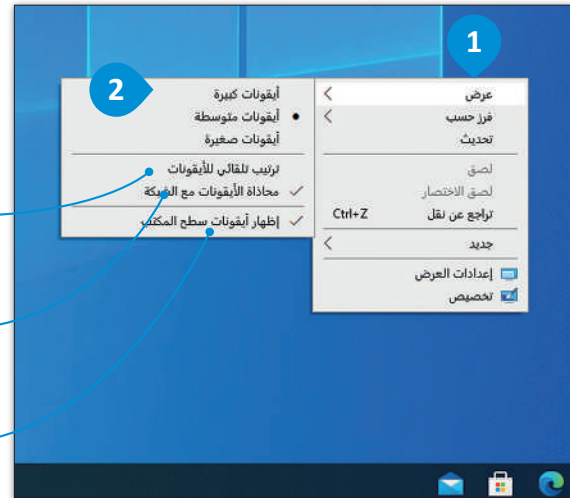 1
عرض
فرز حسب
تحديث
لصق
لصق الاختصار
تراجع عن نقل Ctrl+Z
جديد
إعدادات العرض
تخصيص
2
أيقونات كبيرة
أيقونات متوسطة
أيقونات صغيرة
ترتيب تلقائي للأيقونات
محاذاة الأيقونات مع الشبكة
إظهار أيقونات سطح المكتب